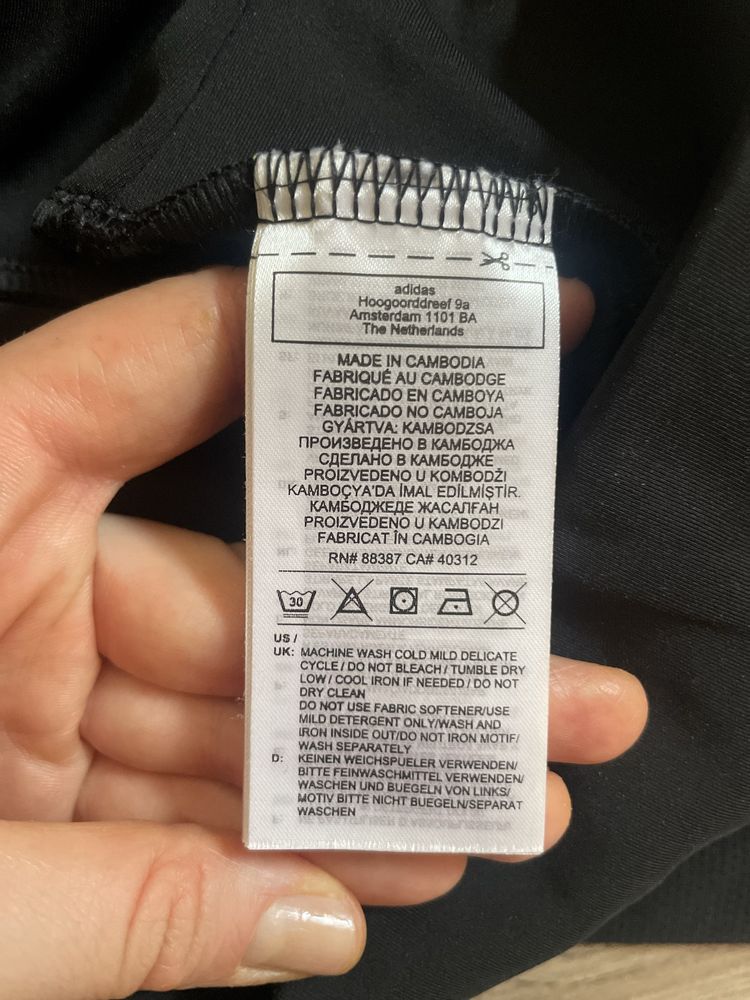 adidas
Hoogoorddreef 9a
Amsterdam 1101 BA
The Netherlands
MADE IN CAMBODIA
FABRIQUÉ AU CAMBODGE
FABRICADO EN CAMBOYA
FABRICADO NO CAMBOJA
GYÁRTVA: KAMBODZSA
ПРОИЗВЕДЕНО В КАМБОДЖА
СДЕЛАНО В КАМБОДЖЕ
PROIZVEDENO U KOMBODŽI
KAMBOÇYA'DA İMAL EDİLMİŞTİR.
КАМБОДЖЕДЕ ЖАСАЛҒАН
PROIZVEDENO U KAMBODZI
FABRICAT ÎN CAMBOGIA
RN# 88387 CA# 40312
30
US /
UK: MACHINE WASH COLD MILD DELICATE
CYCLE / DO NOT BLEACH / TUMBLE DRY
LOW / COOL IRON IF NEEDED / DO NOT
DRY CLEAN
DO NOT USE FABRIC SOFTENER/USE
MILD DETERGENT ONLY/WASH AND
IRON INSIDE OUT/DO NOT IRON MOTIF/
WASH SEPARATELY
D: KEINEN WEICHSPUELER VERWENDEN/
BITTE FEINWASCHMITTEL VERWENDEN/
WASCHEN UND BUEGELN VON LINKS/
MOTIV BITTE NICHT BUEGELN/SEPARAT
WASCHEN